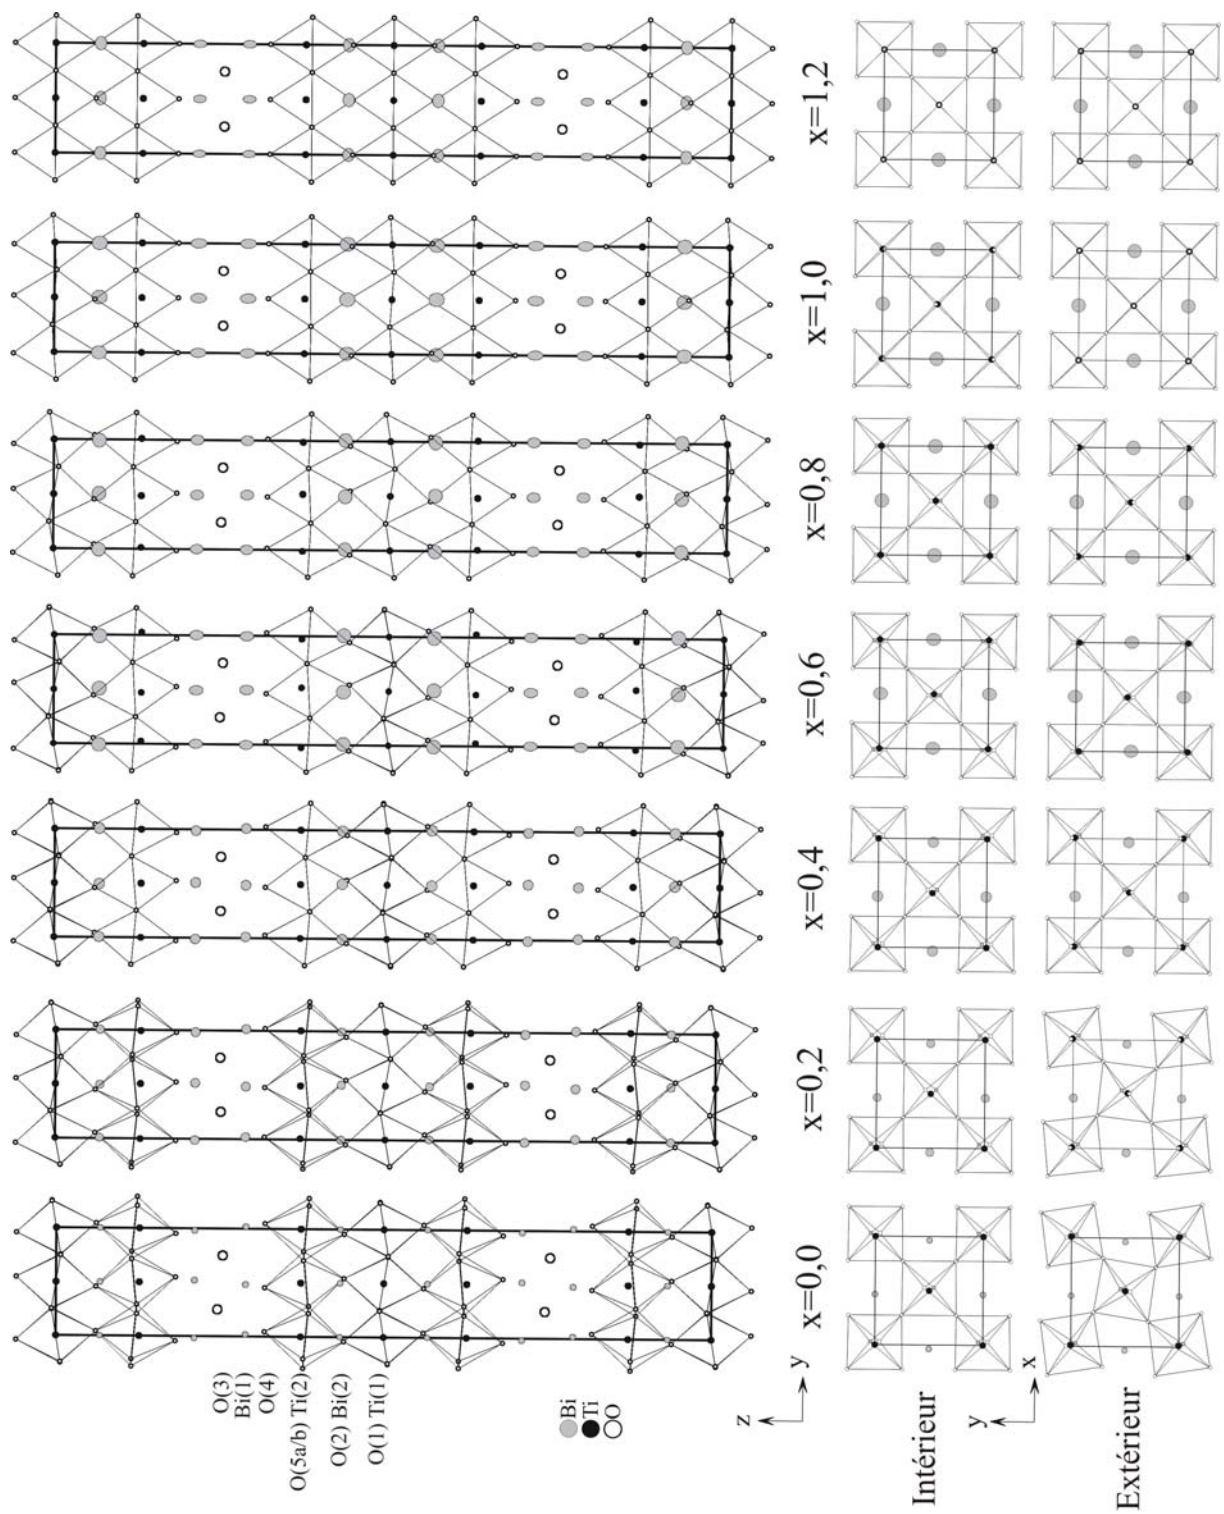 x=0,0
x=0,2
x=0,4
x=0,6
x=0,8
x=1,0
x=1,2
O(3)
Bi(1)
O(4)
O(5a/b) Ti(2)
O(2) Bi(2)
O(1) Ti(1)
Bi
Ti
O
z
y
Intérieur
y
x
Extérieur